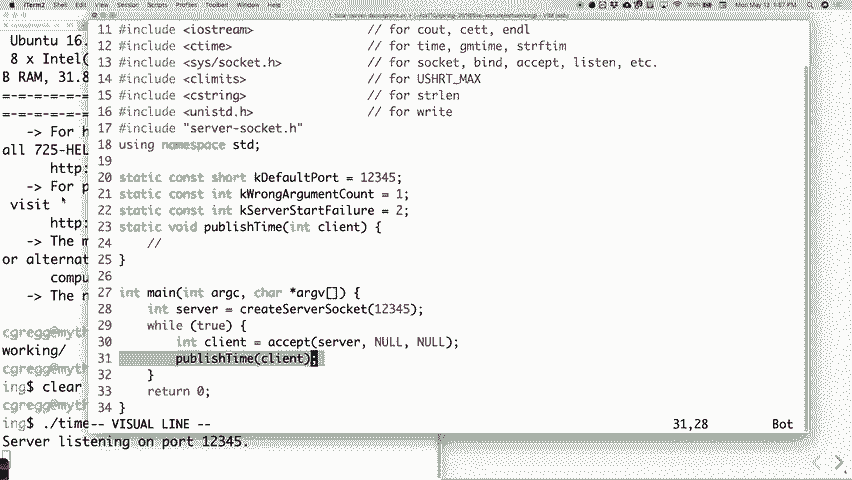 iTerm2 Shell Edit View Session Scripts Profiles Toolbelt Window Help
Mon May 13 1:57 PM
Ubuntu 16.
8 x Intel(
B RAM, 31.8
-> For h
all 725-HEL
http:
-> For p
visit
http:
-> The m
or alternat
compu
-> The n
cgregg@myth
working/
cgregg@myth
ing$ clear
cgregg@myth
ing$ ./time
Server listening on port 12345.
11 #include <iostream> // for cout, cett, endl
12 #include <ctime> // for time, gmtime, strftim
13 #include <sys/socket.h> // for socket, bind, accept, listen, etc.
14 #include <climits> // for USHRT_MAX
15 #include <cstring> // for strlen
16 #include <unistd.h> // for write
17 #include "server-socket.h"
18 using namespace std;
19
20 static const short kDefaultPort = 12345;
21 static const int kWrongArgumentCount = 1;
22 static const int kServerStartFailure = 2;
23 static void publishTime(int client) {
24 //
25 }
26
27 int main(int argc, char *argv[]) {
28 int server = createServerSocket(12345);
29 while (true) {
30 int client = accept(server, NULL, NULL);
31 publishTime(client);
32 }
33 return 0;
34 }
-- VISUAL LINE -- 31,28 Bot